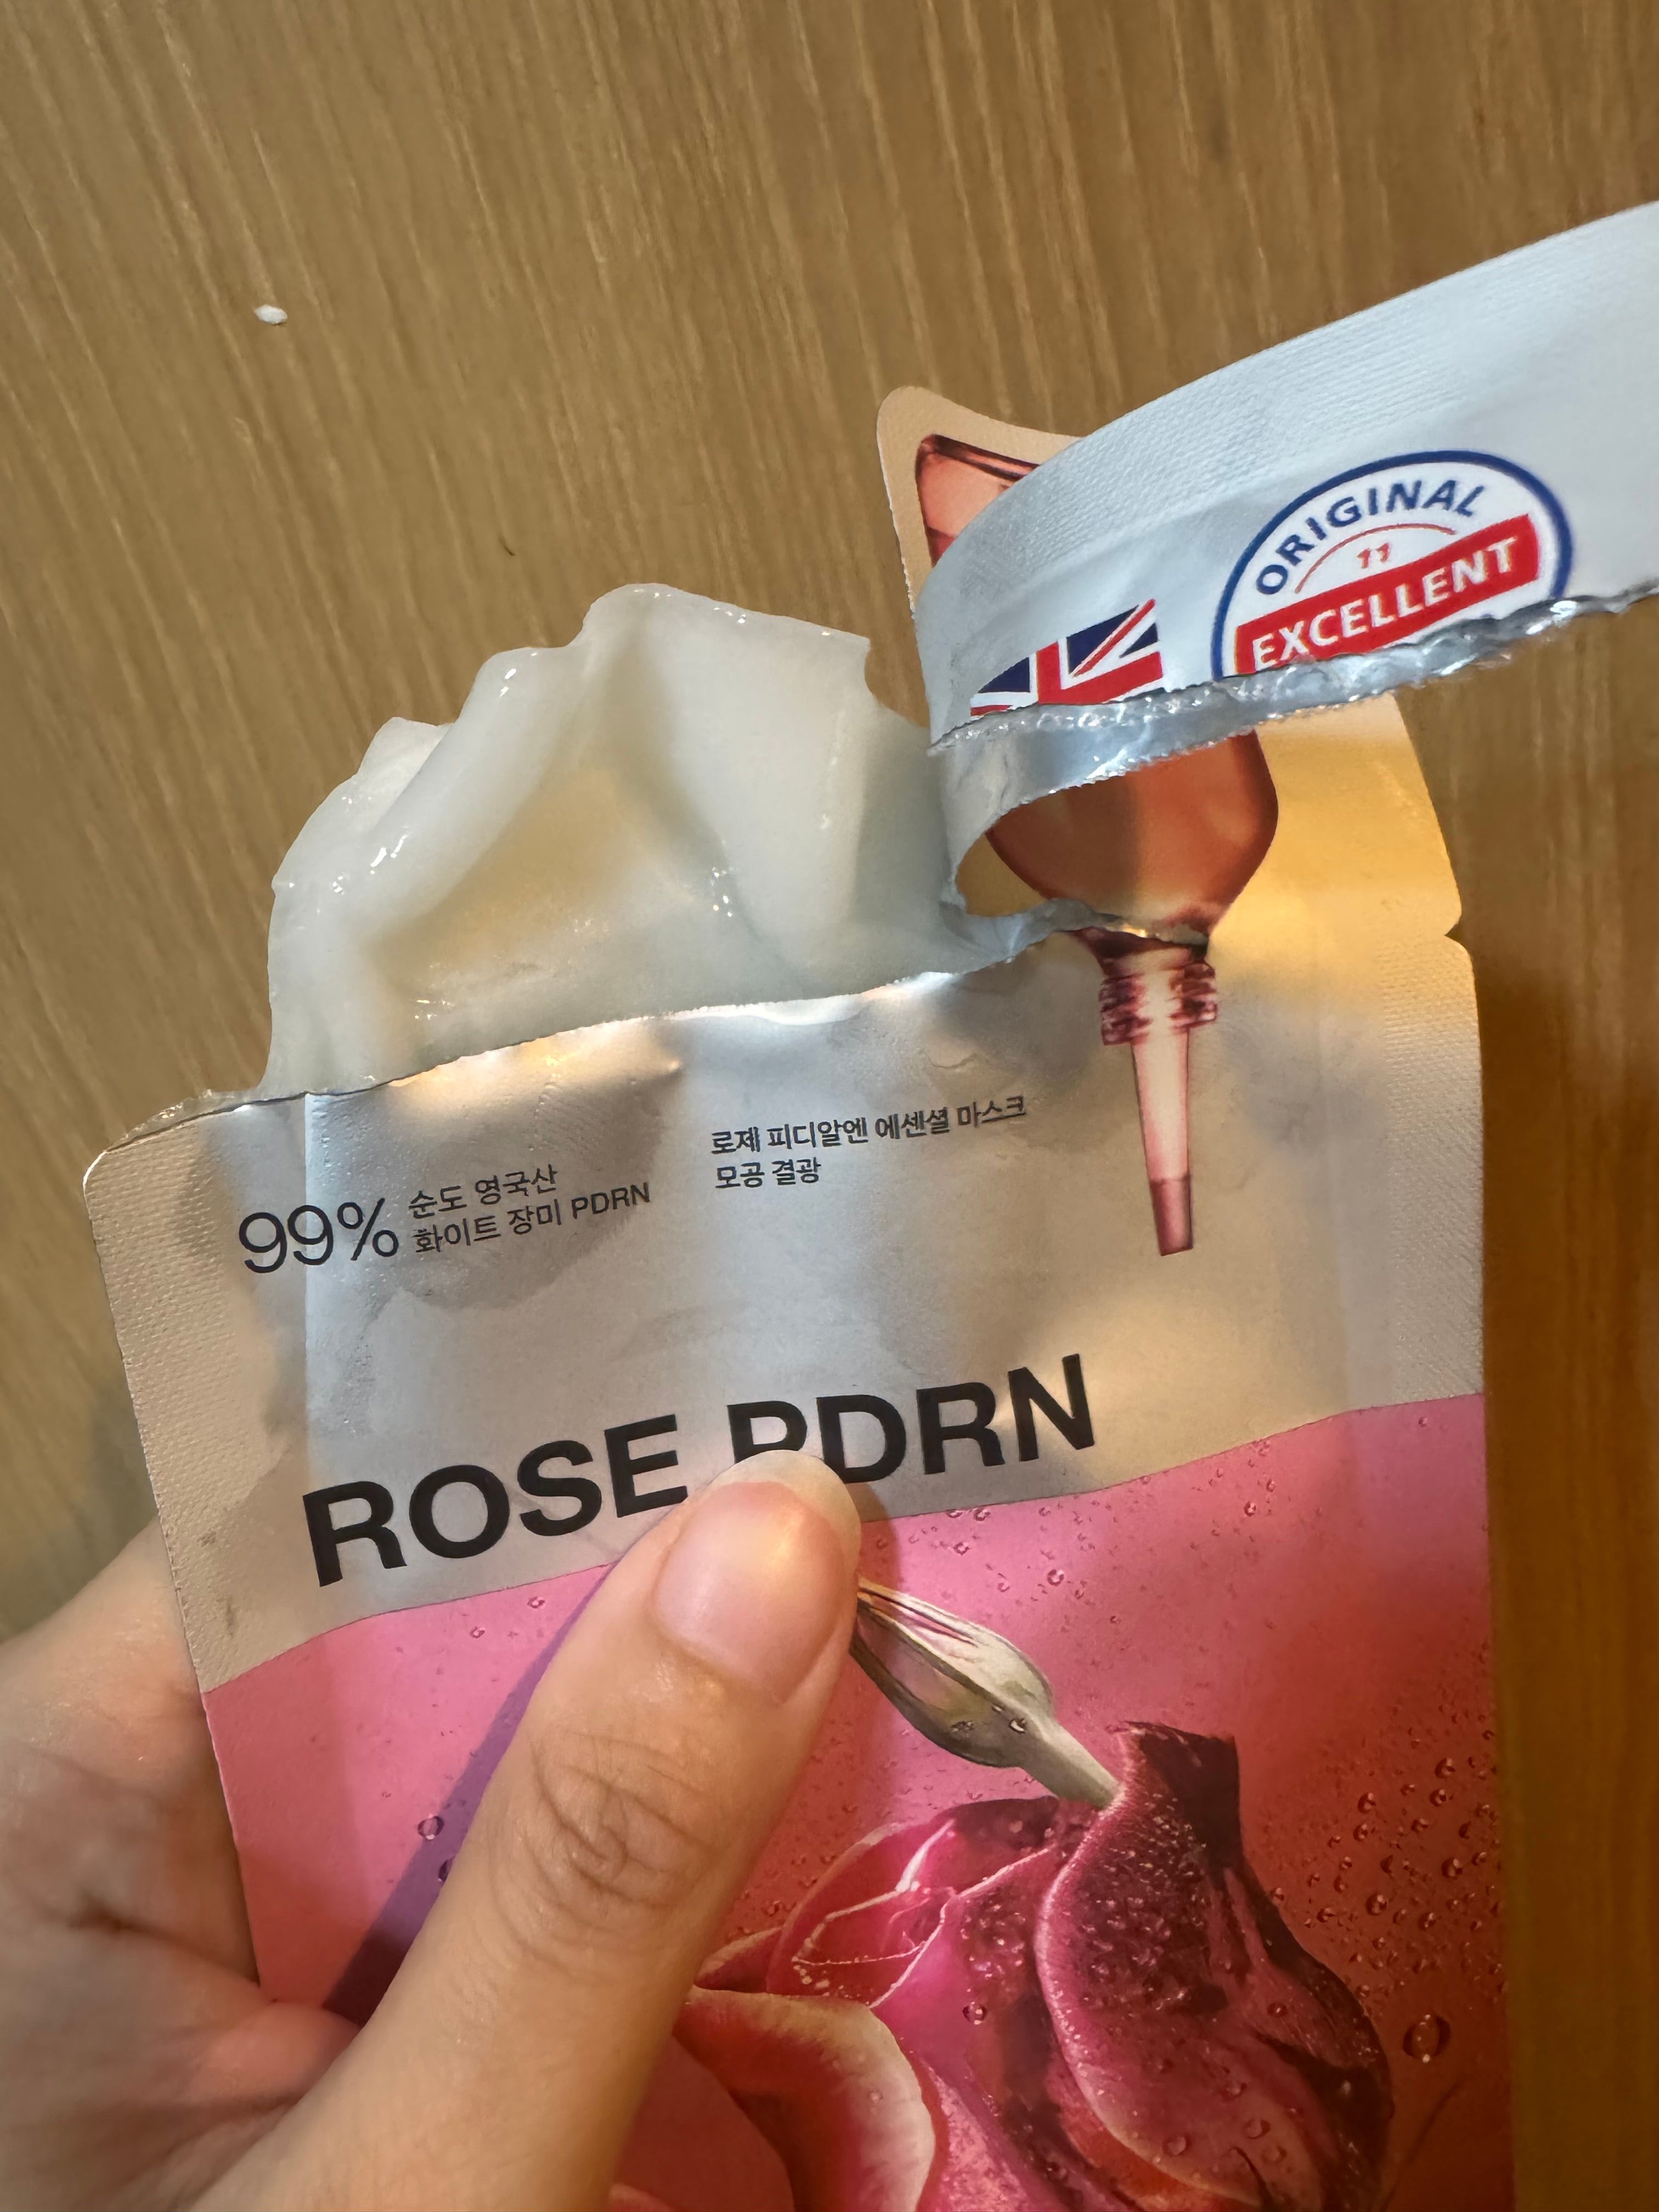 ORIGINAL
11
EXCELLENT
99% 순도 영국산
화이트 장미 PDRN
로제 피디알엔 에센셜 마스크
모공 결광
ROSE PDRN